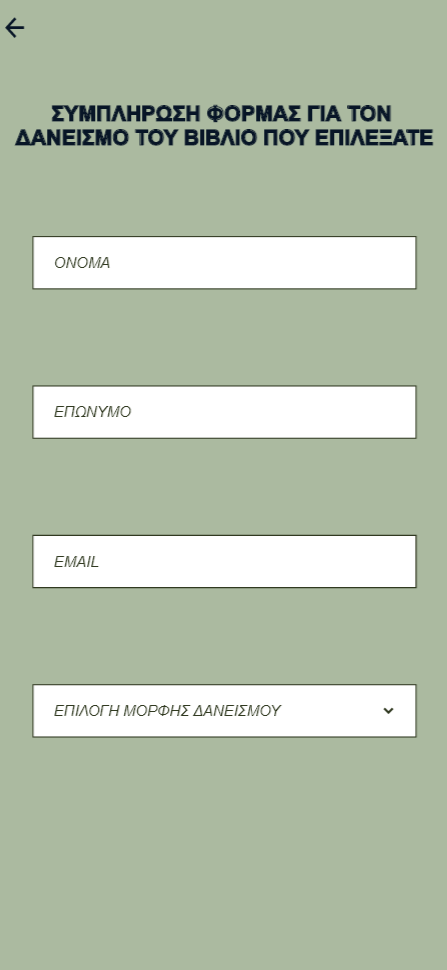 ΣΥΜΠΛΗΡΩΣΗ ΦΟΡΜΑΣ ΓΙΑ ΤΟΝ
ΔΑΝΕΙΣΜΟ ΤΟΥ ΒΙΒΛΙΟ ΠΟΥ ΕΠΙΛΕΞΑΤΕ
ΟΝΟΜΑ
ΕΠΩΝΥΜΟ
EMAIL
ΕΠΙΛΟΓΗ ΜΟΡΦΗΣ ΔΑΝΕΙΣΜΟΥ